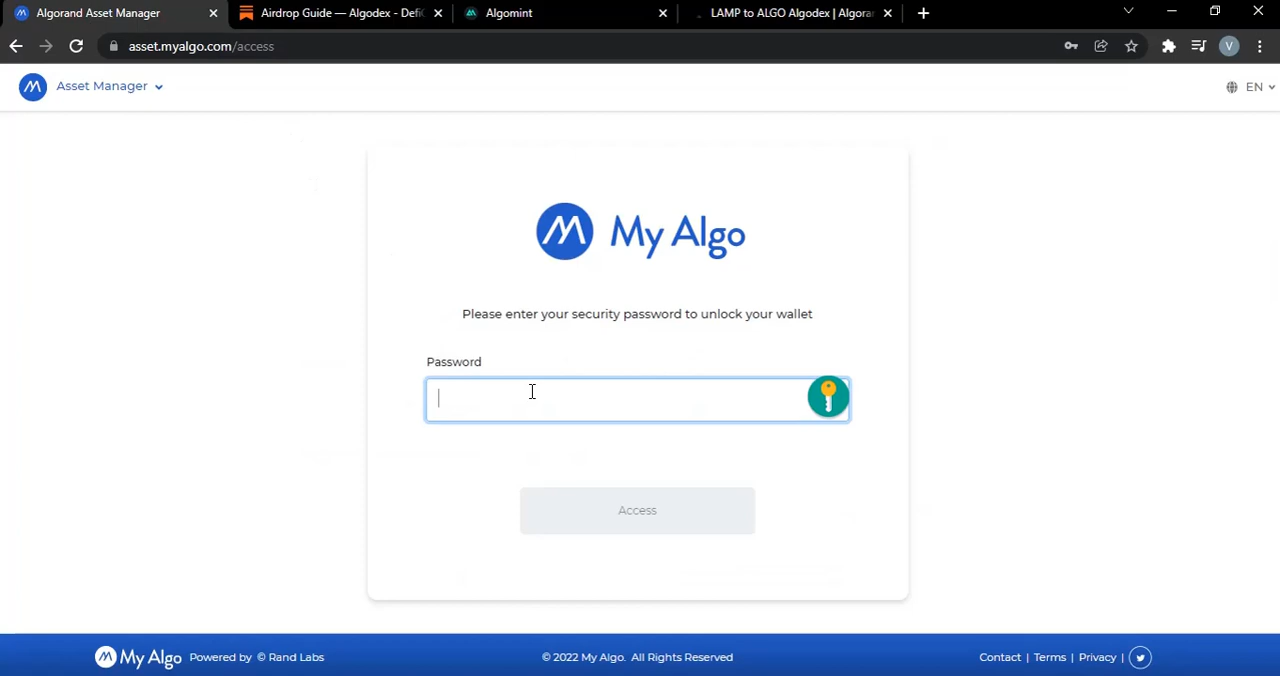 Algorand Asset Manager
Airdrop Guide — Algodex - DefiC
Algomint
LAMP to ALGO Algodex | Algoran
asset.myalgo.com/access
V
Asset Manager
EN
My Algo
Please enter your security password to unlock your wallet
Password
Access
My Algo Powered by © Rand Labs
© 2022 My Algo. All Rights Reserved
Contact | Terms | Privacy |